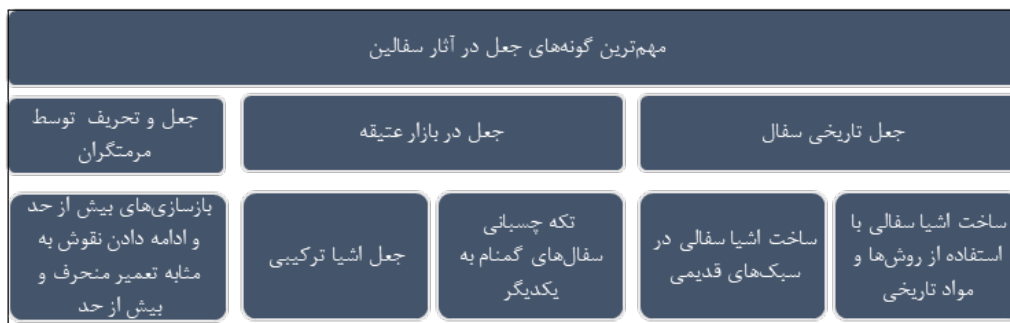 مهم‌ترین گونه‌های جعل در آثار سفالین
جعل تاریخی سفال
جعل در بازار عتیقه
جعل و تحریف توسط
مرمتگران
ساخت اشیا سفالی با
استفاده از روش‌ها و
مواد تاریخی
ساخت اشیا سفالی در
سبک‌های قدیمی
تکه چسبانی
سفال‌های گمنام به
یکدیگر
جعل اشیا ترکیبی
بازسازی‌های بیش از حد
و ادامه دادن نقوش به
مثابه تعمیر منحرف و
بیش از حد